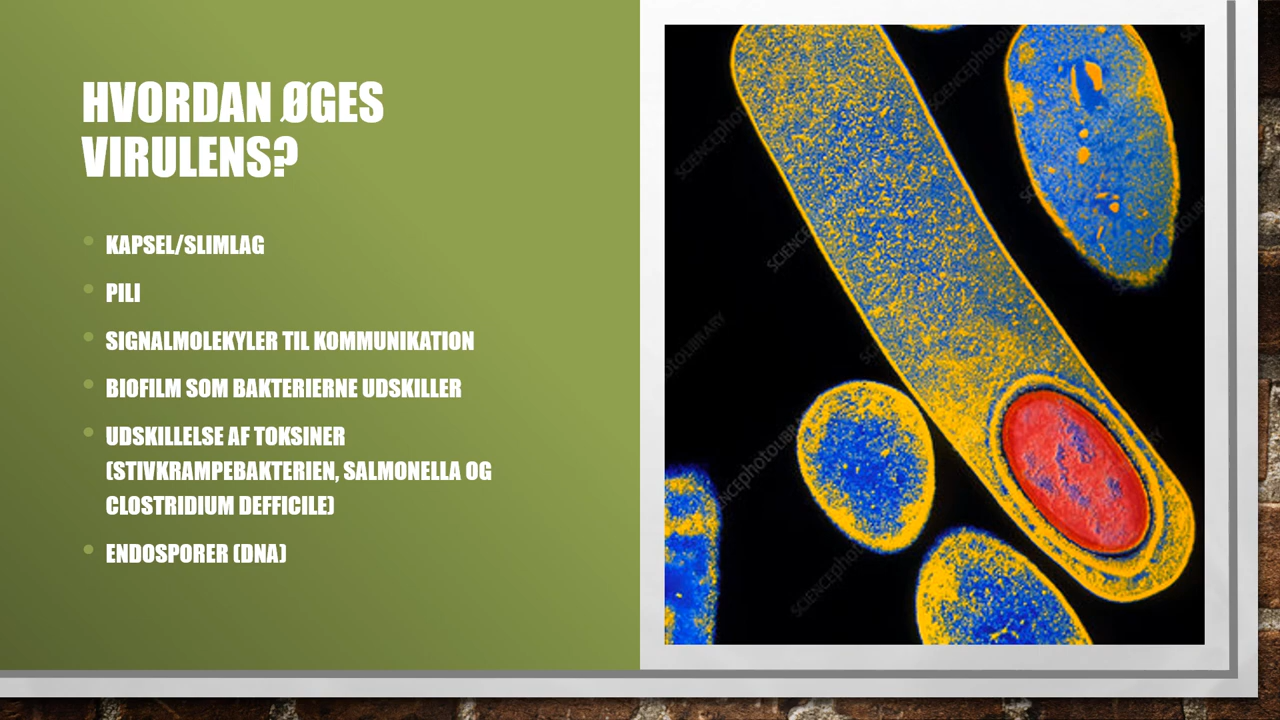 HVORDAN ØGES
VIRULENS?
KAPSEL/SLIMLAG
PILI
SIGNALMOLEKYLER TIL KOMMUNIKATION
BIOFILM SOM BAKTERIERNE UDSKILLER
UDSKILLELSE AF TOKSINER
(STIVKRAMPEBAKTERIEN, SALMONELLA OG
CLOSTRIDIUM DEFFICILE)
ENDOSPORER (DNA)